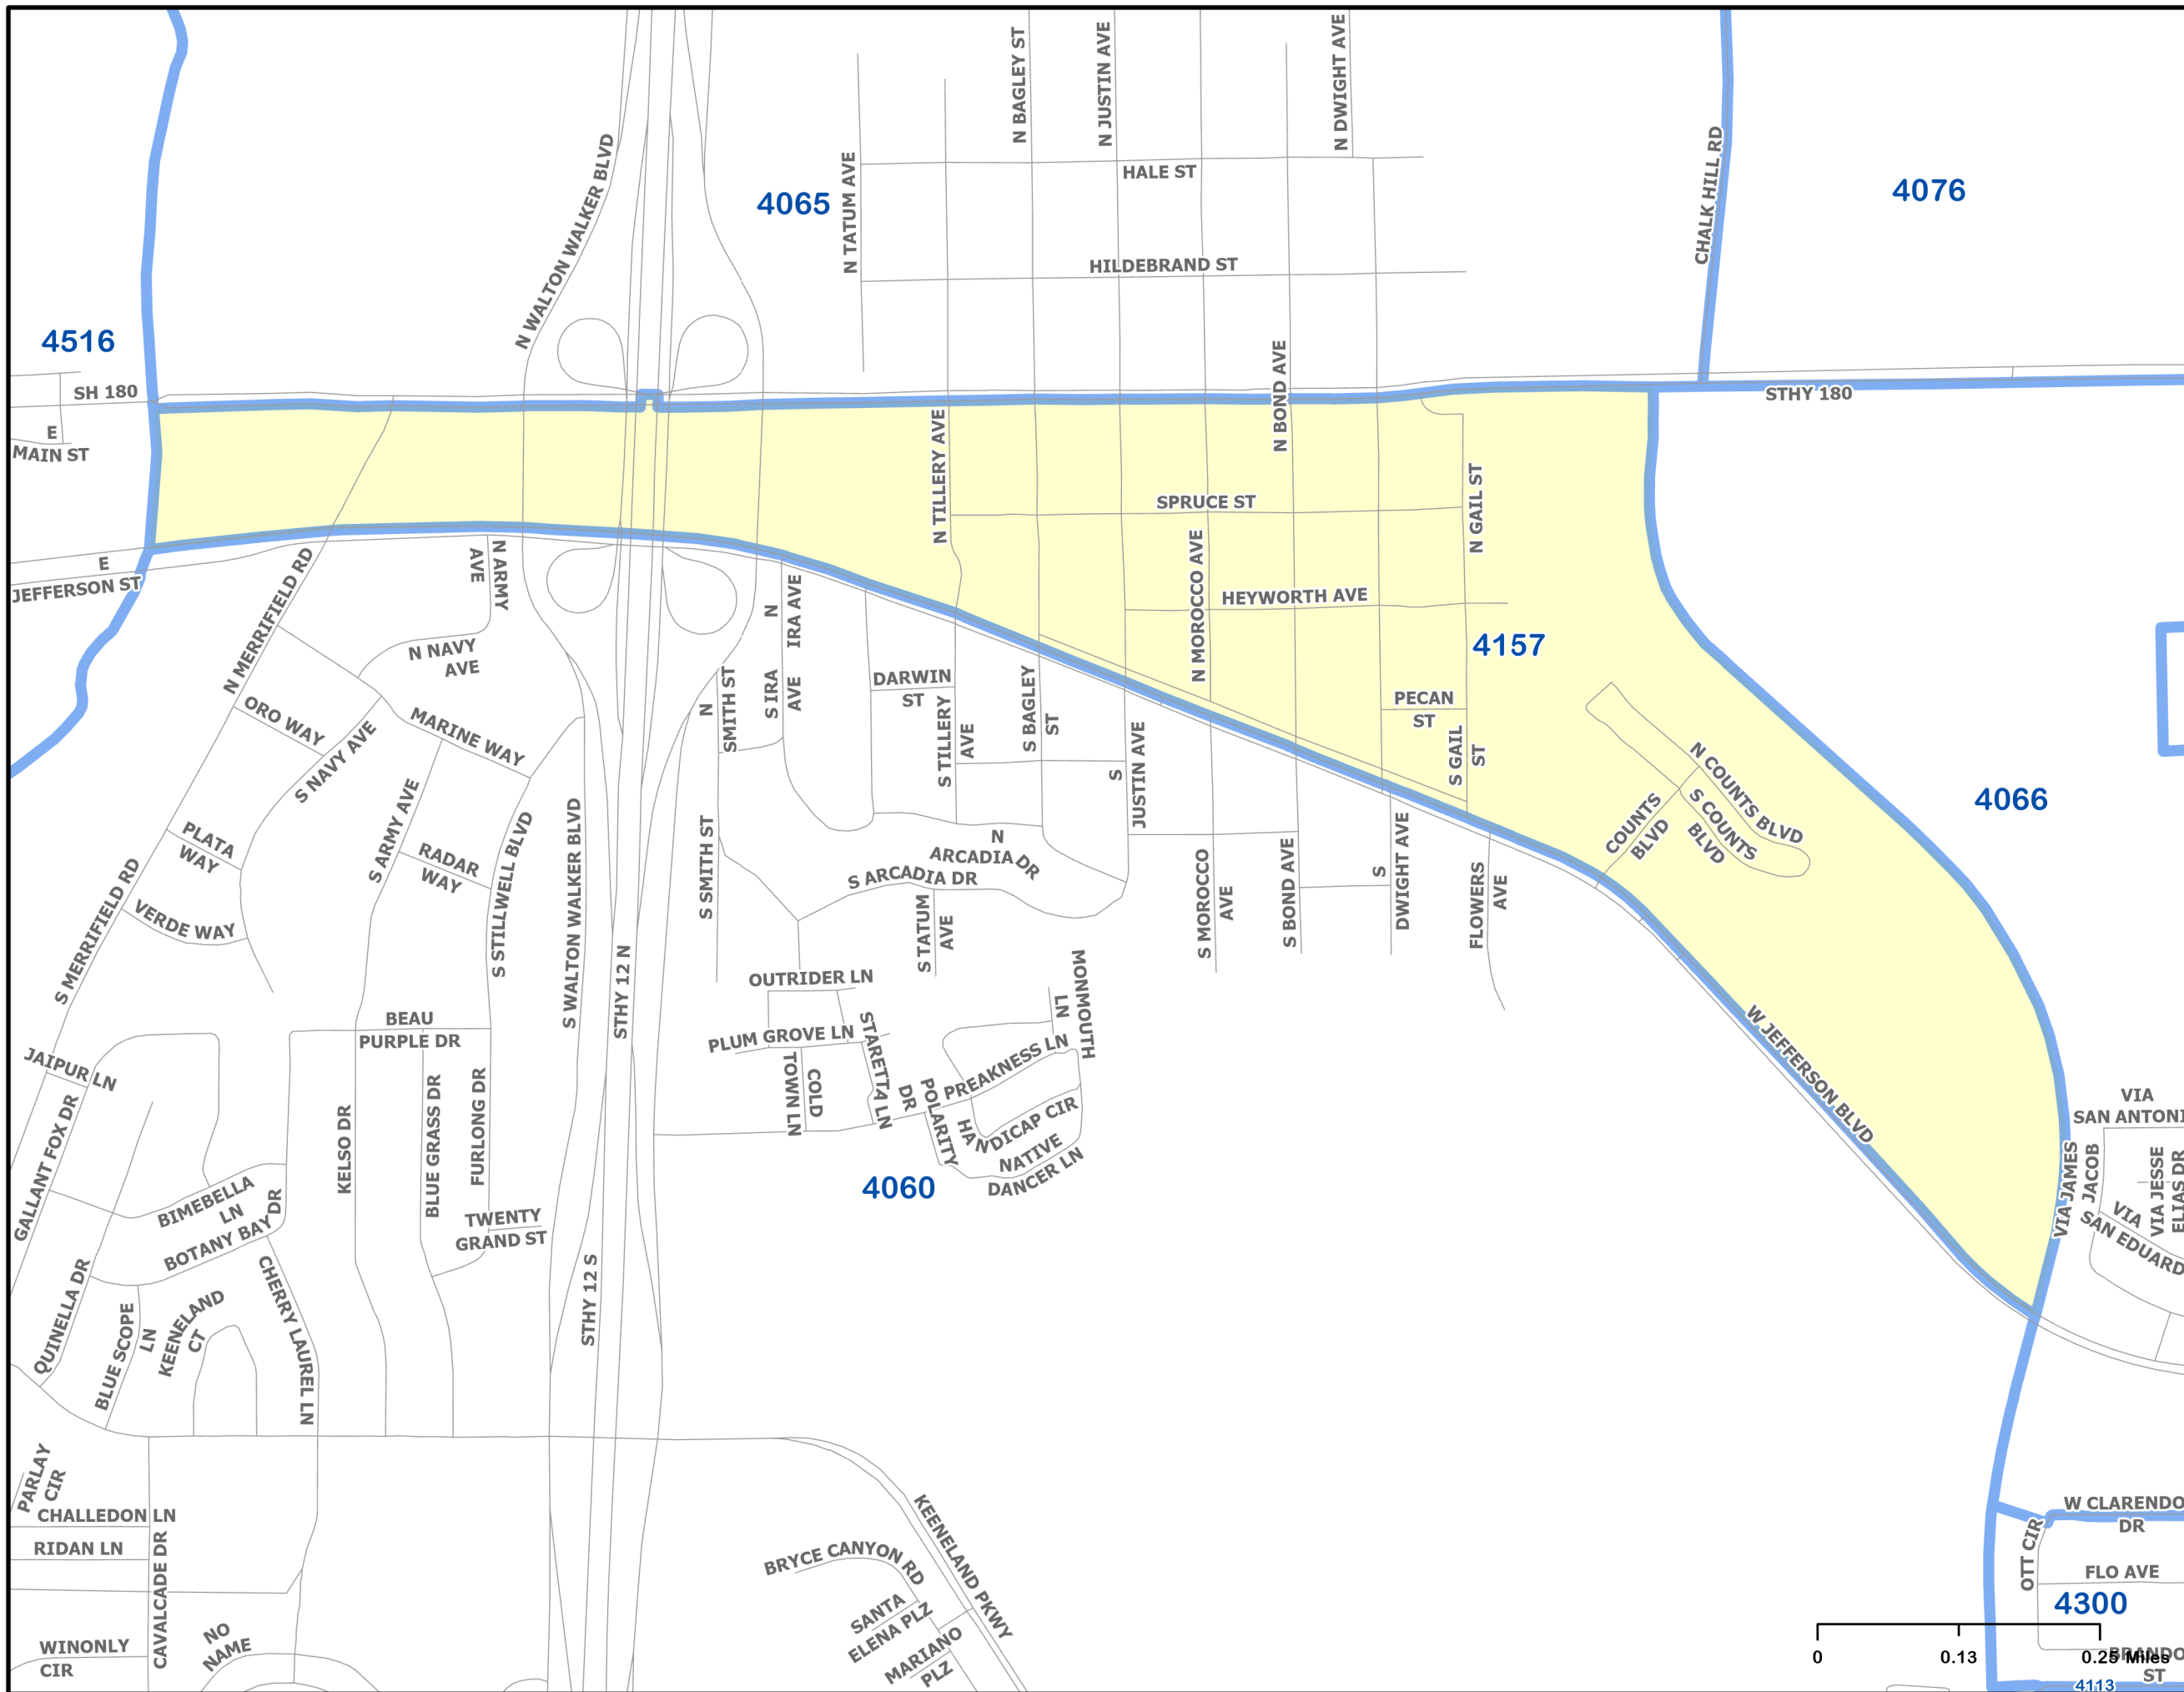 N BAGLEY ST
N JUSTIN AVE
N DWIGHT AVE
CHALK HILL RD
4076
N WALTON WALKER BLVD
4065
N TATUM AVE
HALE ST
HILDEBRAND ST
4516
SH 180
E
MAIN ST
STHY 180
N BOND AVE
N TILLERY AVE
SPRUCE ST
N GAIL ST
E
JEFFERSON ST
N MERRIFIELD RD
N ARMY
AVE
N
IRA AVE
N MOROCCO AVE
HEYWORTH AVE
4157
N NAVY
AVE
ORO WAY
S NAVY AVE
MARINE WAY
N
SMITH ST
S IRA
AVE
DARWIN
ST
S TILLERY
AVE
S BAGLEY
ST
S
JUSTIN AVE
PECAN
ST
S GAIL
ST
N COUNTS BLVD
S COUNTS
BLVD
COUNTS
BLVD
4066
PLATA
WAY
S ARMY AVE
RADAR
WAY
S STILLWELL BLVD
S WALTON WALKER BLVD
S SMITH ST
N
ARCADIA DR
S ARCADIA DR
S TATUM
AVE
S MOROCCO
AVE
S BOND AVE
S
DWIGHT AVE
FLOWERS
AVE
S MERRIFIELD RD
VERDE WAY
STHY 12 N
OUTRIDER LN
MONMOUTH
LN
BEAU
PURPLE DR
PLUM GROVE LN
STARETTA LN
PREAKNESS LN
W JEFFERSON BLVD
JAIPUR LN
GALLANT FOX DR
KELSO DR
BLUE GRASS DR
FURLONG DR
COLD
TOWN LN
POLARITY
DR
HANDICAP CIR
NATIVE
DANCER LN
4060
VIA
SAN ANTONI
VIA JAMES
JACOB
VIA JESSE
ELIAS DR
VIA
SAN EDUARD
BIMEBELLA
LN
BOTANY BAY
DR
TWENTY
GRAND ST
STHY 12 S
QUINELLA DR
BLUE SCOPE
LN
KEENELAND
CT
CHERRY LAUREL LN
PARLAY
CIR
CHALLEDON LN
RIDAN LN
CAVALCADE DR
WINONLY
CIR
NO
NAME
KEENELAND PKWY
BRYCE CANYON RD
SANTA
ELENA PLZ
MARIANO
PLZ
W CLARENDO
DR
OTT CIR
FLO AVE
4300
BRANDO
ST
0
0.13
0.25 Miles
4113